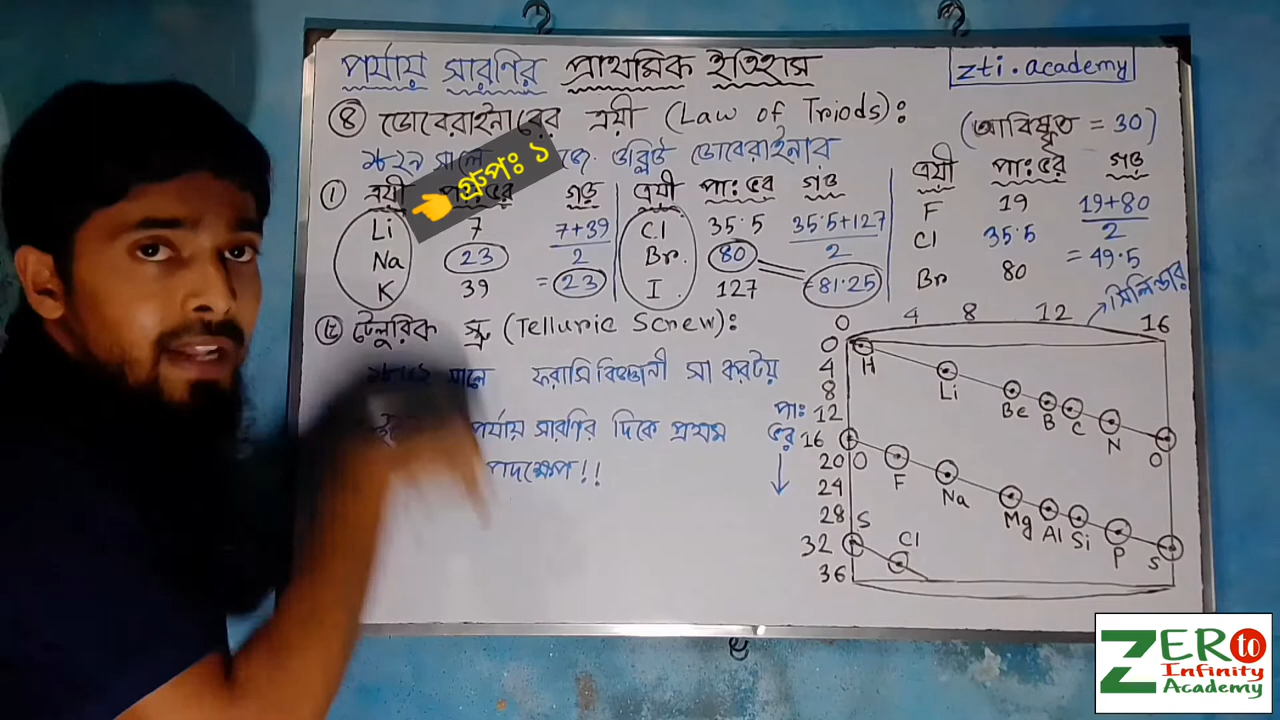 পর্যায় সারণির প্রাথমিক ইতিহাস
zti.academy
④ ডোবেরাইনারের ত্রয়ী (Law of Triods):
(আবিষ্কৃত = 30)
সালে জে. ডব্লিউ ডোবেরাইনার
গ্রুপঃ ১
① ত্রয়ী গড়
Li 7 7+39
Na 23 2
K 39 = 23
ত্রয়ী পাঃ ভর গড়
Cl 35.5 35.5+127
Br. 80 2
I. 127 = 81.25
ত্রয়ী পাঃ ভর গড়
F 19 19+80
Cl 35.5 2
Br 80 = 49.5
⑤ টেলুরিক স্ক্রু (Telluric Screw):
সালে ফরাসি বিজ্ঞানী সা করটয়
পর্যায় সারণির দিকে প্রথম
পদক্ষেপ!!
সিলিন্ডার
0 4 8 12 16
0
4
8
12
16
20
24
28
32
36
পাঃ
ভর
H Li Be B C N O
O F Na Mg Al Si P S
S Cl
ZERO to
Infinity
Academy